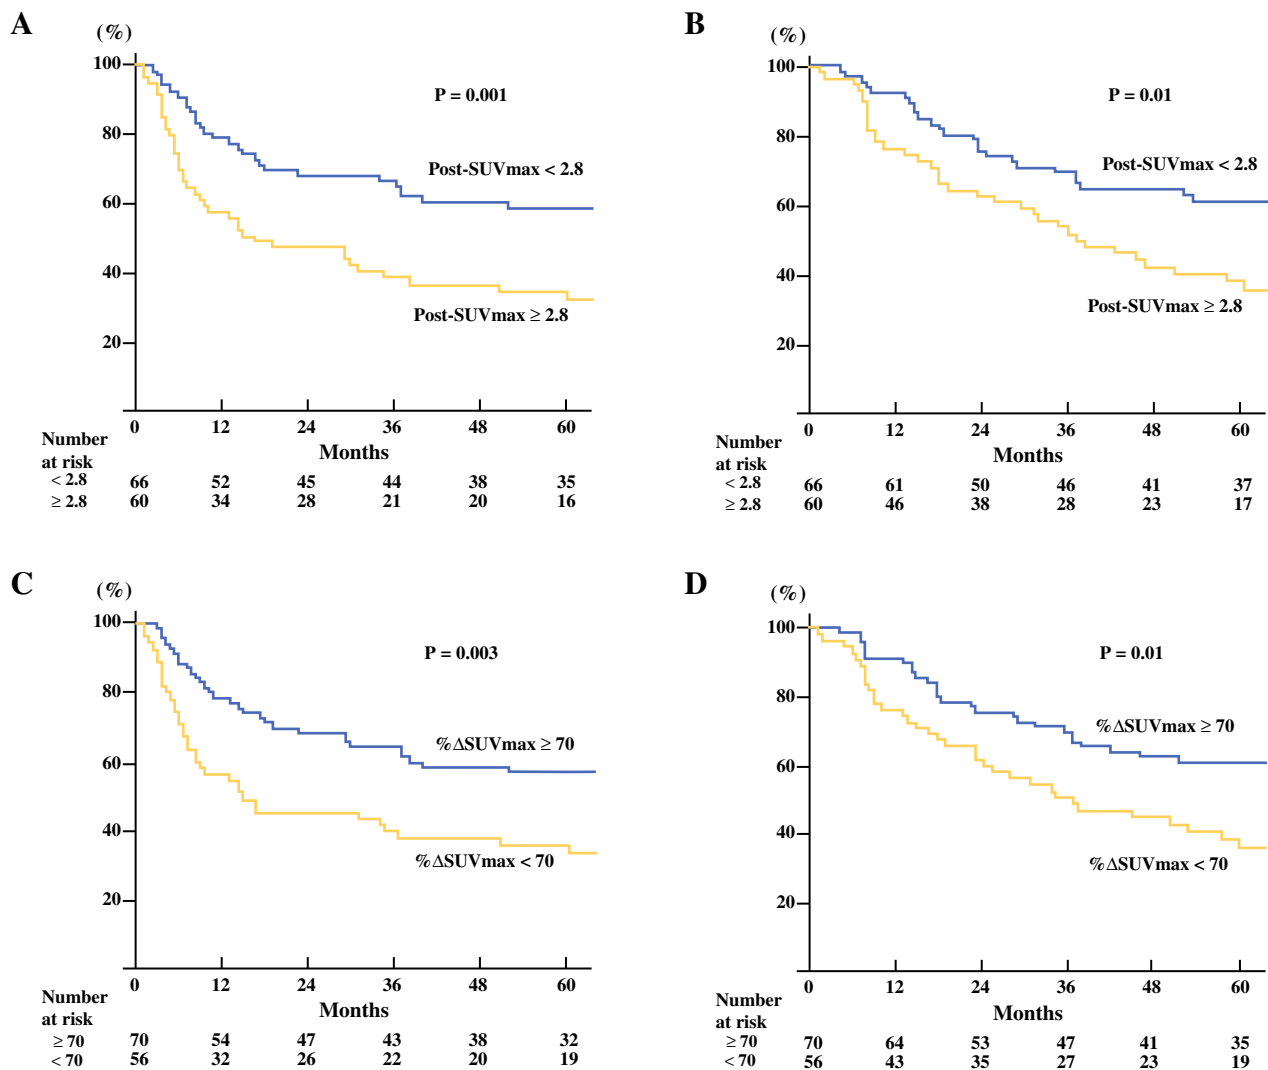 A
(%)
100
80
60
40
20
P = 0.001
Post-SUVmax < 2.8
Post-SUVmax ≥ 2.8
0 12 24 36 48 60
Months
Number
at risk
< 2.8 66 52 45 44 38 35
≥ 2.8 60 34 28 21 20 16
B
(%)
100
80
60
40
20
P = 0.01
Post-SUVmax < 2.8
Post-SUVmax ≥ 2.8
0 12 24 36 48 60
Months
Number
at risk
< 2.8 66 61 50 46 41 37
≥ 2.8 60 46 38 28 23 17
C
(%)
100
80
60
40
20
P = 0.003
%ΔSUVmax ≥ 70
%ΔSUVmax < 70
0 12 24 36 48 60
Months
Number
at risk
≥ 70 70 54 47 43 38 32
< 70 56 32 26 22 20 19
D
(%)
100
80
60
40
20
P = 0.01
%ΔSUVmax ≥ 70
%ΔSUVmax < 70
0 12 24 36 48 60
Months
Number
at risk
≥ 70 70 64 53 47 41 35
< 70 56 43 35 27 23 19